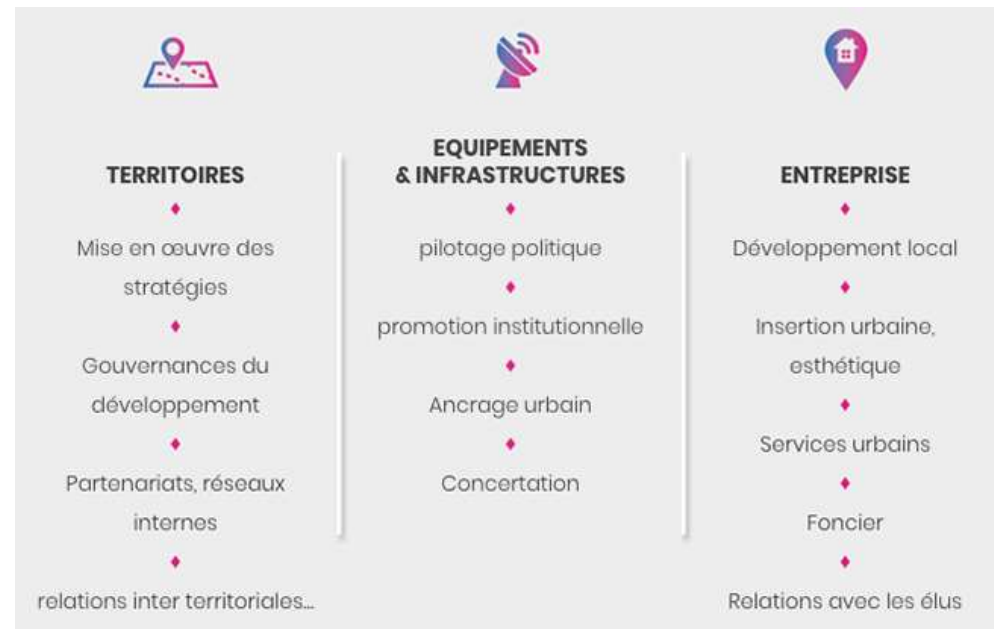 TERRITOIRES
Mise en œuvre des
stratégies
Gouvernances du
développement
Partenariats, réseaux
internes
relations inter territoriales...
EQUIPEMENTS
& INFRASTRUCTURES
pilotage politique
promotion institutionnelle
Ancrage urbain
Concertation
ENTREPRISE
Développement local
Insertion urbaine,
esthétique
Services urbains
Foncier
Relations avec les élus